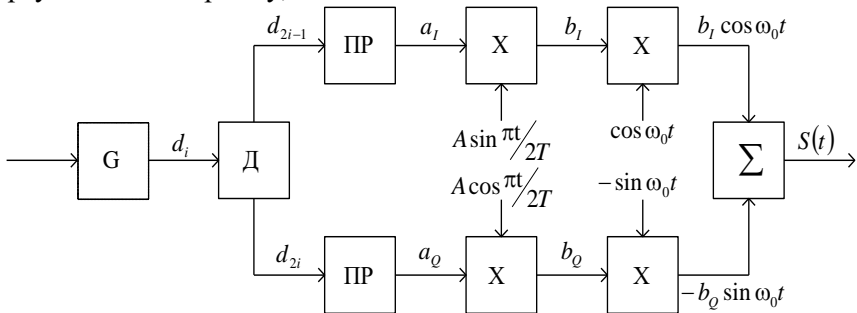 d_{2i-1}
ПР
a_I
X
b_I
X
b_I cos ω_0 t
A sin πt/2T
cos ω_0 t
G
d_i
Д
Σ
S(t)
A cos πt/2T
− sin ω_0 t
d_{2i}
ПР
a_Q
X
b_Q
X
−b_Q sin ω_0 t